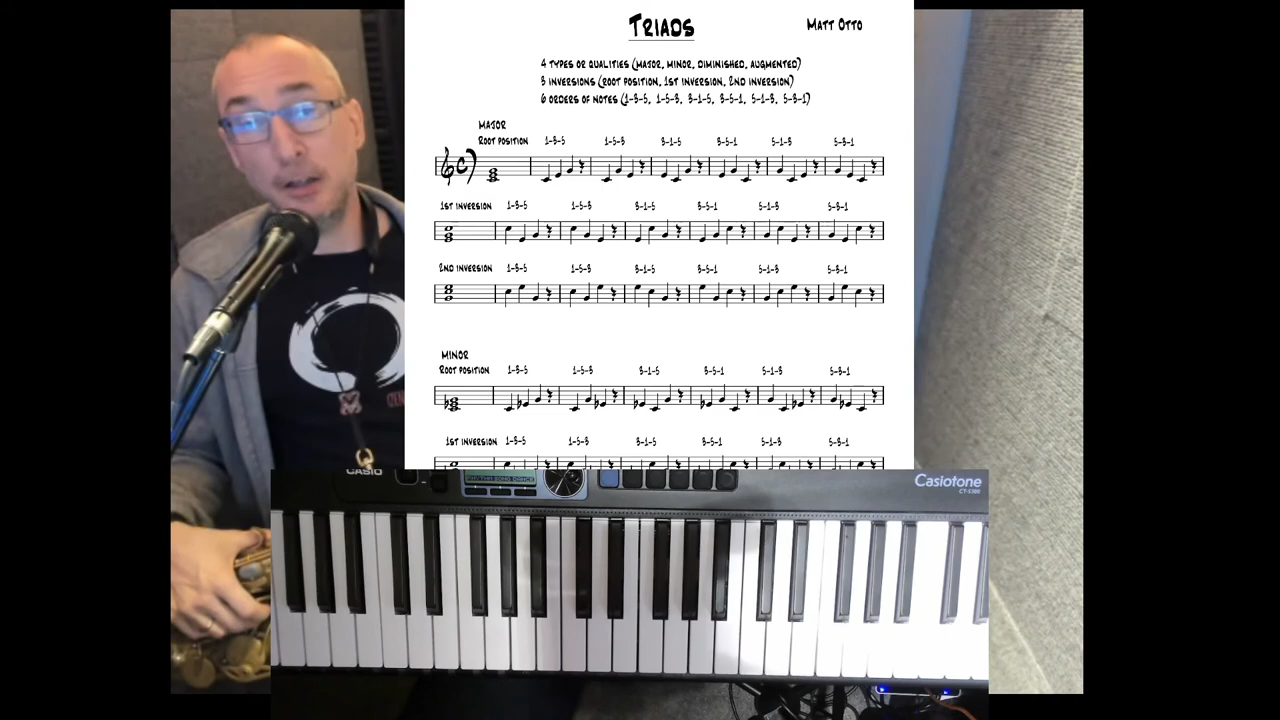 TRIADS
MATT OTTO
4 TYPES OR QUALITIES (MAJOR, MINOR, DIMINISHED, AUGMENTED)
3 INVERSIONS (ROOT POSITION, 1ST INVERSION, 2ND INVERSION)
6 ORDERS OF NOTES (1-3-5, 1-5-3, 3-1-5, 3-5-1, 5-1-3, 5-3-1)
MAJOR
ROOT POSITION 1-3-5 1-5-3 3-1-5 3-5-1 5-1-3 5-3-1
1ST INVERSION 1-3-5 1-5-3 3-1-5 3-5-1 5-1-3 5-3-1
2ND INVERSION 1-3-5 1-5-3 3-1-5 3-5-1 5-1-3 5-3-1
MINOR
ROOT POSITION 1-3-5 1-5-3 3-1-5 3-5-1 5-1-3 5-3-1
1ST INVERSION 1-3-5 1-5-3 3-1-5 3-5-1 5-1-3 5-3-1
CASIO
Casiotone
CT-S300